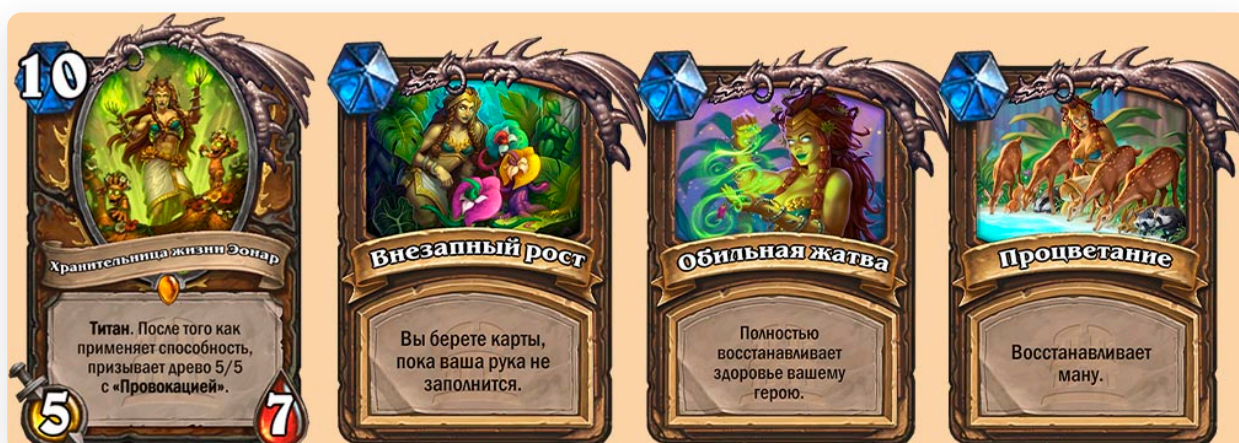 10
Хранительница жизни Эонар
Титан. После того как
применяет способность,
призывает древо 5/5
с «Провокацией».
5
7
Внезапный рост
Вы берете карты,
пока ваша рука не
заполнится.
Обильная жатва
Полностью
восстанавливает
здоровье вашему
герою.
Процветание
Восстанавливает
ману.